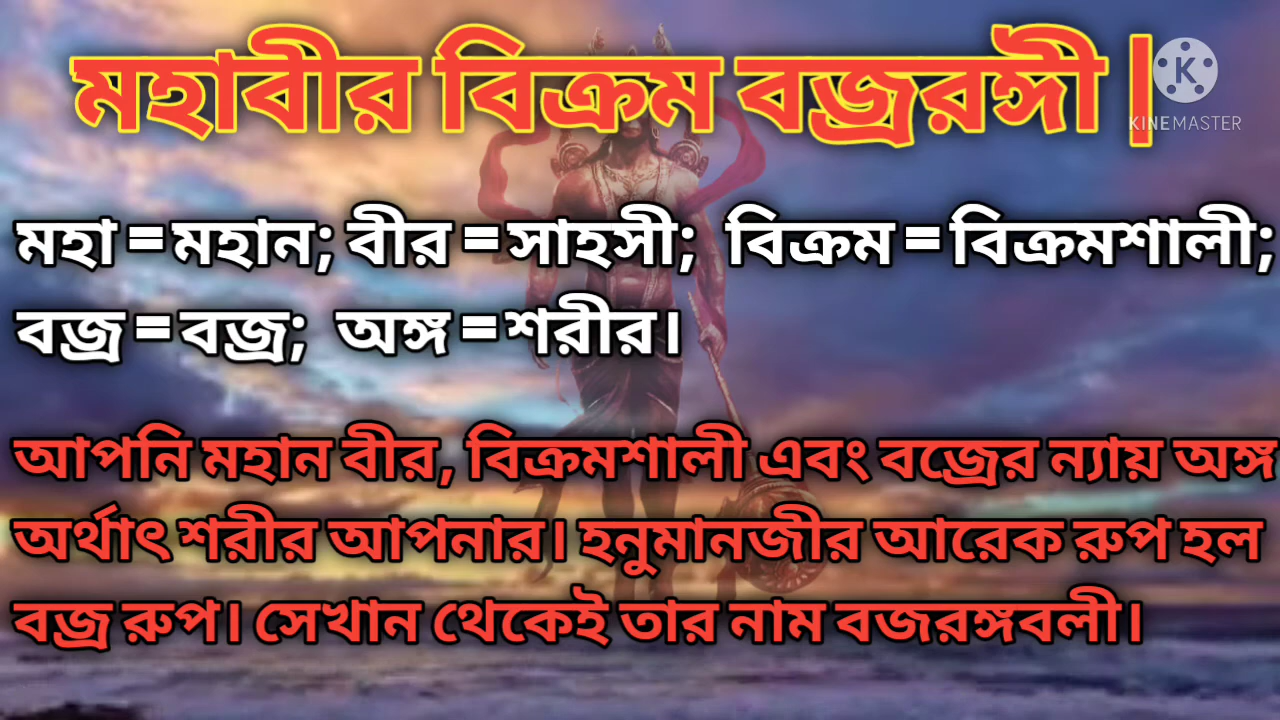 মহাবীর বিক্রম বজ্ররঙ্গী |
KINEMASTER
মহা = মহান; বীর = সাহসী; বিক্রম = বিক্রমশালী;
বজ্র = বজ্র; অঙ্গ = শরীর।
আপনি মহান বীর, বিক্রমশালী এবং বজ্রের ন্যায় অঙ্গ
অর্থাৎ শরীর আপনার। হনুমানজীর আরেক রুপ হল
বজ্র রুপ। সেখান থেকেই তার নাম বজরঙ্গবলী।